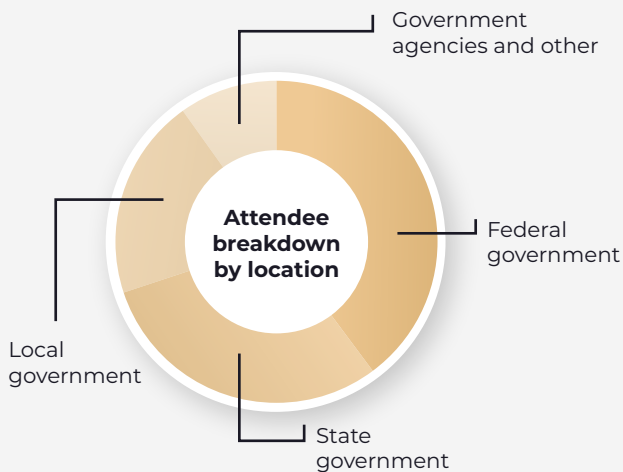 Government
agencies and other
Attendee
breakdown
by location
Federal
government
Local
government
State
government